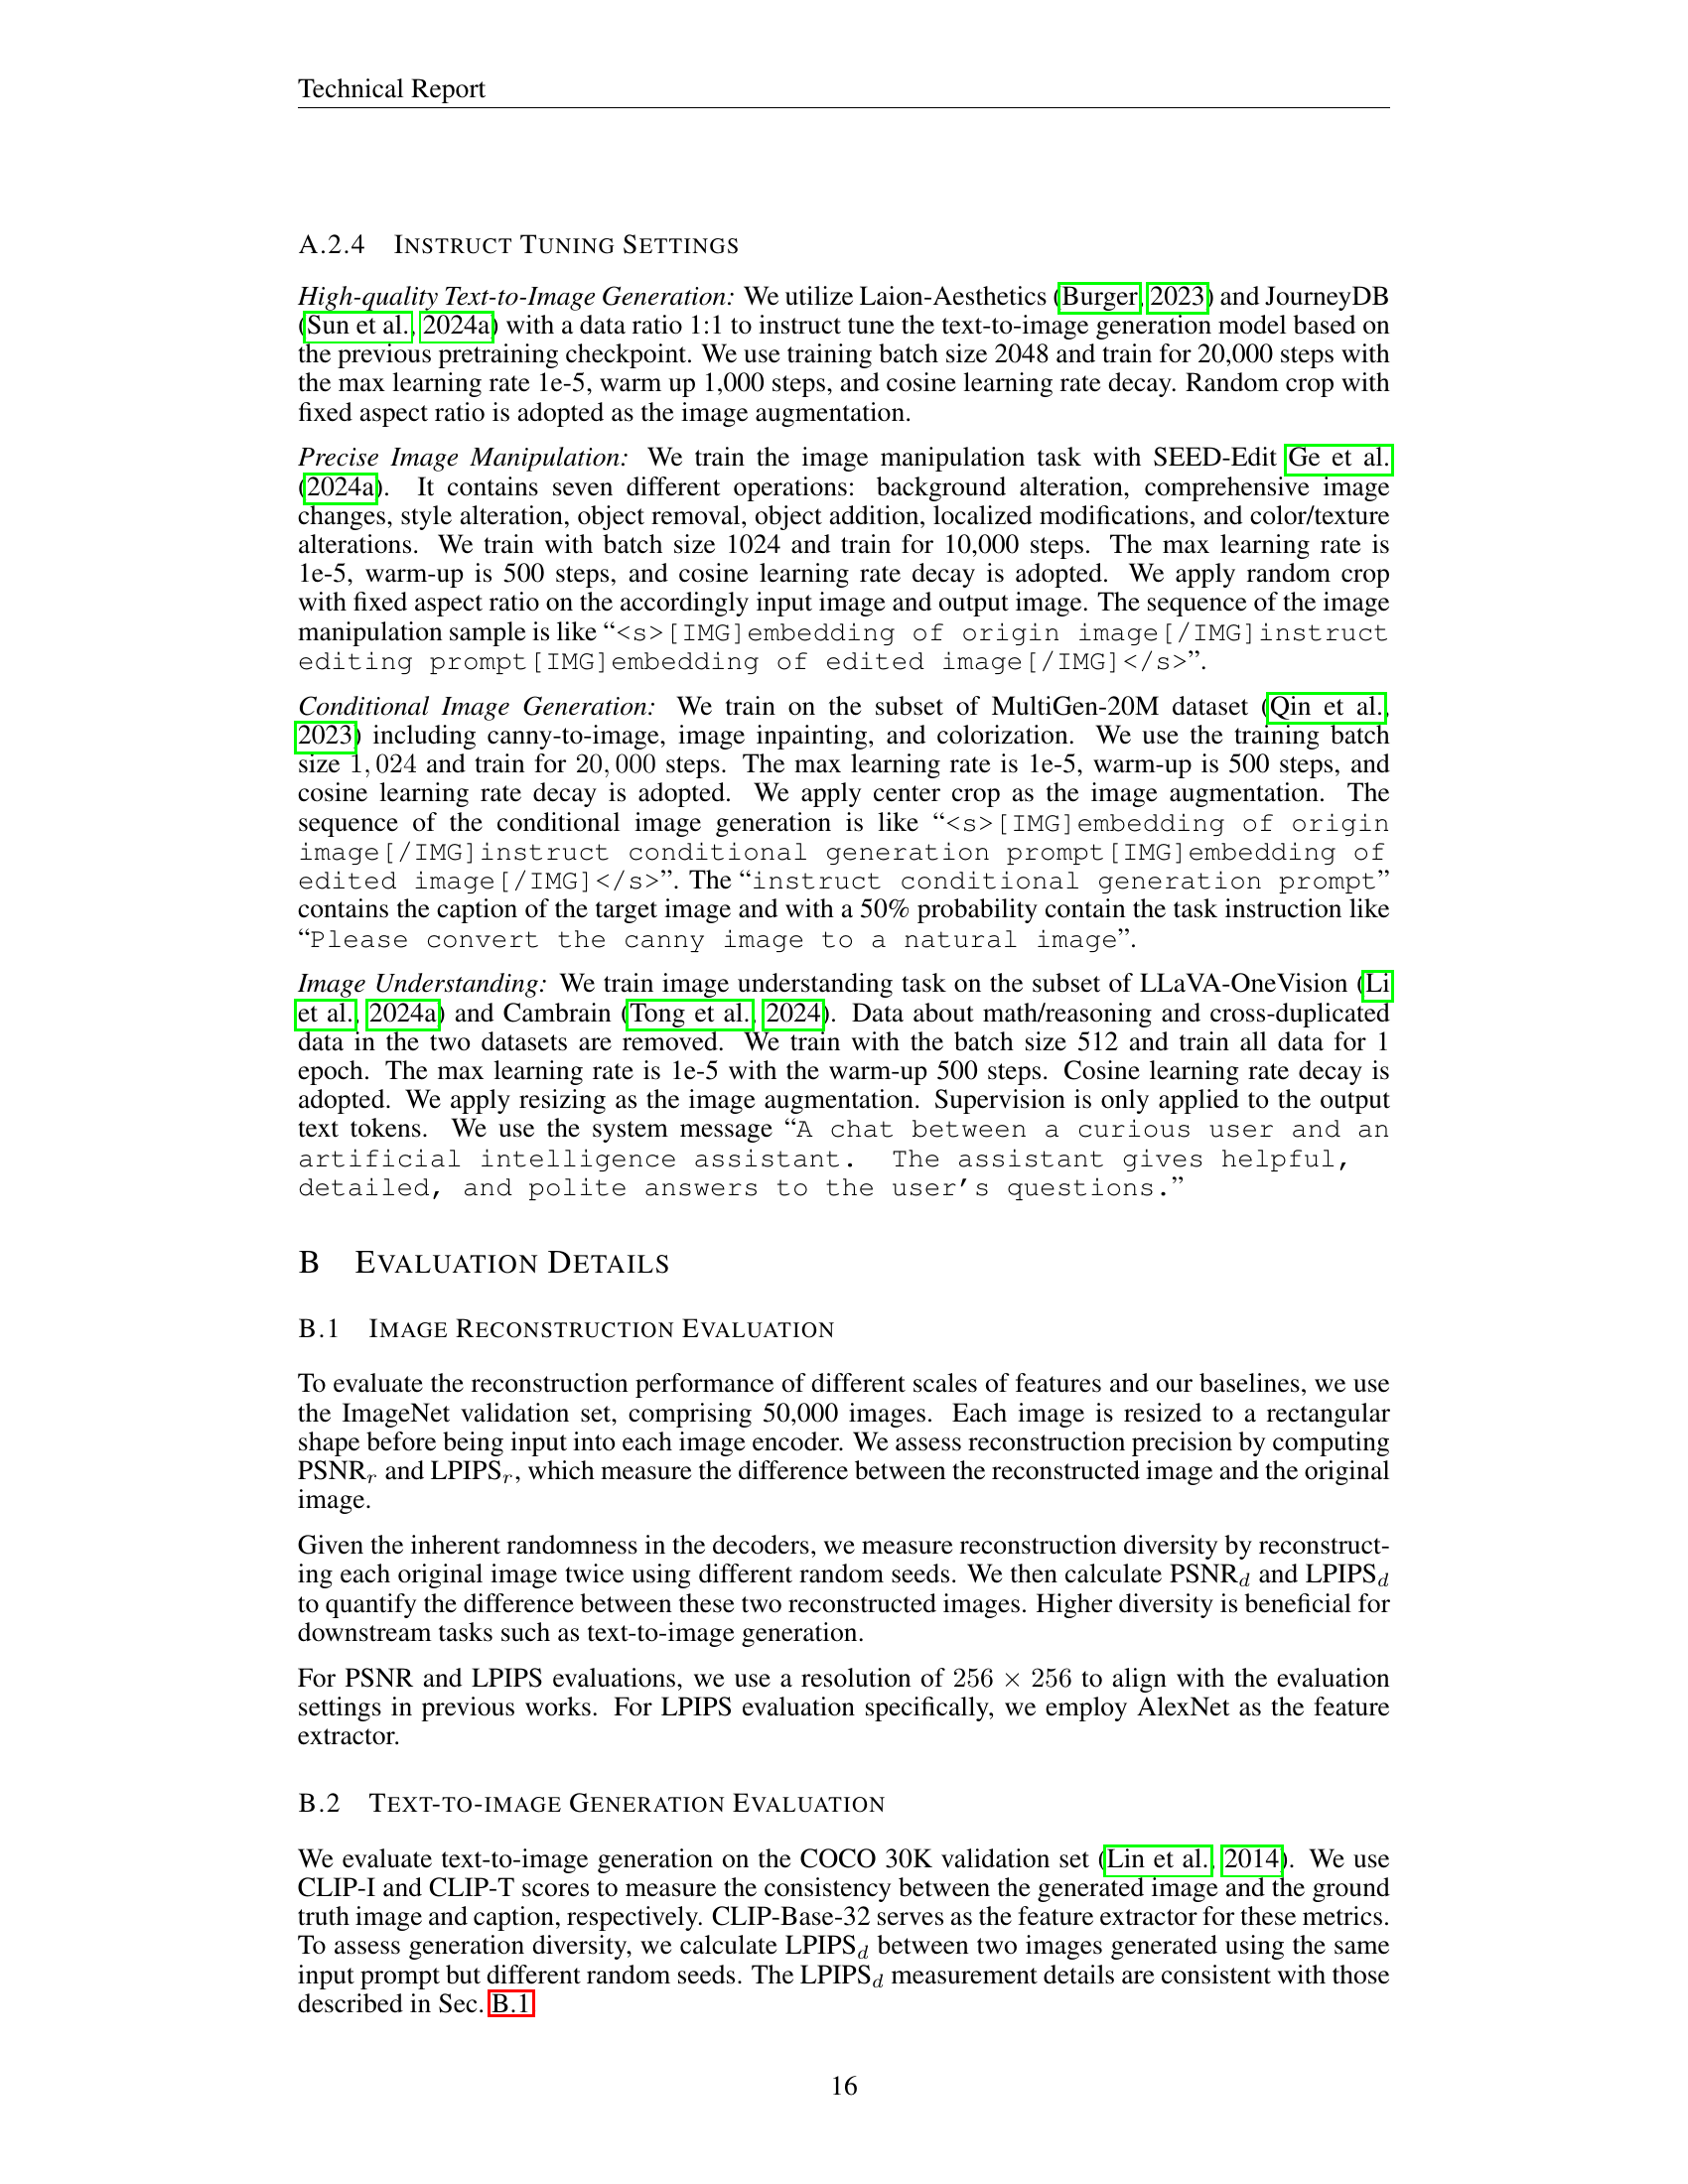 Technical Report
A.2.4 INSTRUCT TUNING SETTINGS
High-quality Text-to-Image Generation: We utilize Laion-Aesthetics (Burger, 2023) and JourneyDB
(Sun et al., 2024a) with a data ratio 1:1 to instruct tune the text-to-image generation model based on
the previous pretraining checkpoint. We use training batch size 2048 and train for 20,000 steps with
the max learning rate 1e-5, warm up 1,000 steps, and cosine learning rate decay. Random crop with
fixed aspect ratio is adopted as the image augmentation.
Precise Image Manipulation: We train the image manipulation task with SEED-Edit Ge et al.
(2024a). It contains seven different operations: background alteration, comprehensive image
changes, style alteration, object removal, object addition, localized modifications, and color/texture
alterations. We train with batch size 1024 and train for 10,000 steps. The max learning rate is
1e-5, warm-up is 500 steps, and cosine learning rate decay is adopted. We apply random crop
with fixed aspect ratio on the accordingly input image and output image. The sequence of the image
manipulation sample is like “<s>[IMG]embedding of origin image[/IMG]instruct
editing prompt[IMG]embedding of edited image[/IMG]</s>”.
Conditional Image Generation: We train on the subset of MultiGen-20M dataset (Qin et al.,
2023) including canny-to-image, image inpainting, and colorization. We use the training batch
size 1, 024 and train for 20, 000 steps. The max learning rate is 1e-5, warm-up is 500 steps, and
cosine learning rate decay is adopted. We apply center crop as the image augmentation. The
sequence of the conditional image generation is like “<s>[IMG]embedding of origin
image[/IMG]instruct conditional generation prompt[IMG]embedding of
edited image[/IMG]</s>”. The “instruct conditional generation prompt”
contains the caption of the target image and with a 50% probability contain the task instruction like
“Please convert the canny image to a natural image”.
Image Understanding: We train image understanding task on the subset of LLaVA-OneVision (Li
et al., 2024a) and Cambrain (Tong et al., 2024). Data about math/reasoning and cross-duplicated
data in the two datasets are removed. We train with the batch size 512 and train all data for 1
epoch. The max learning rate is 1e-5 with the warm-up 500 steps. Cosine learning rate decay is
adopted. We apply resizing as the image augmentation. Supervision is only applied to the output
text tokens. We use the system message “A chat between a curious user and an
artificial intelligence assistant. The assistant gives helpful,
detailed, and polite answers to the user’s questions.”
B EVALUATION DETAILS
B.1 IMAGE RECONSTRUCTION EVALUATION
To evaluate the reconstruction performance of different scales of features and our baselines, we use
the ImageNet validation set, comprising 50,000 images. Each image is resized to a rectangular
shape before being input into each image encoder. We assess reconstruction precision by computing
PSNRr and LPIPSr, which measure the difference between the reconstructed image and the original
image.
Given the inherent randomness in the decoders, we measure reconstruction diversity by reconstruct-
ing each original image twice using different random seeds. We then calculate PSNRd and LPIPSd
to quantify the difference between these two reconstructed images. Higher diversity is beneficial for
downstream tasks such as text-to-image generation.
For PSNR and LPIPS evaluations, we use a resolution of 256 × 256 to align with the evaluation
settings in previous works. For LPIPS evaluation specifically, we employ AlexNet as the feature
extractor.
B.2 TEXT-TO-IMAGE GENERATION EVALUATION
We evaluate text-to-image generation on the COCO 30K validation set (Lin et al., 2014). We use
CLIP-I and CLIP-T scores to measure the consistency between the generated image and the ground
truth image and caption, respectively. CLIP-Base-32 serves as the feature extractor for these metrics.
To assess generation diversity, we calculate LPIPSd between two images generated using the same
input prompt but different random seeds. The LPIPSd measurement details are consistent with those
described in Sec. B.1
16